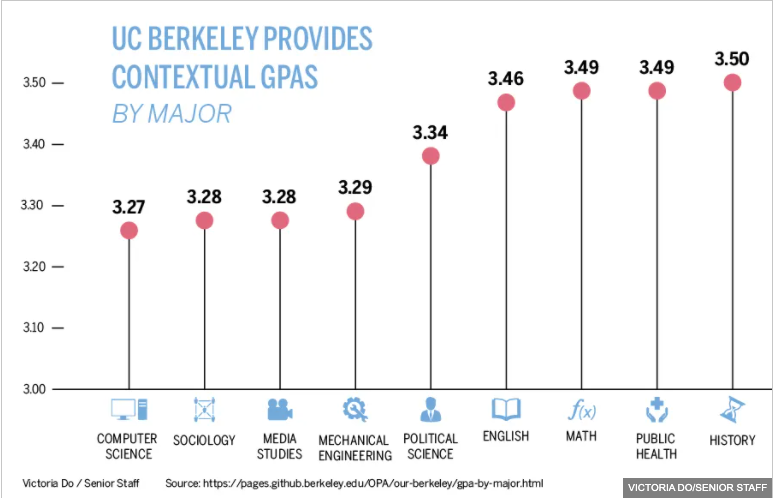 UC BERKELEY PROVIDES
CONTEXTUAL GPAS
BY MAJOR
3.50
3.40
3.30
3.20
3.10
3.00
3.27
3.28
3.28
3.29
3.34
3.46
3.49
3.49
3.50
f(x)
COMPUTER
SCIENCE
SOCIOLOGY
MEDIA
STUDIES
MECHANICAL
ENGINEERING
POLITICAL
SCIENCE
ENGLISH
MATH
PUBLIC
HEALTH
HISTORY
Victoria Do / Senior Staff
Source: https://pages.github.berkeley.edu/OPA/our-berkeley/gpa-by-major.html
VICTORIA DO/SENIOR STAFF